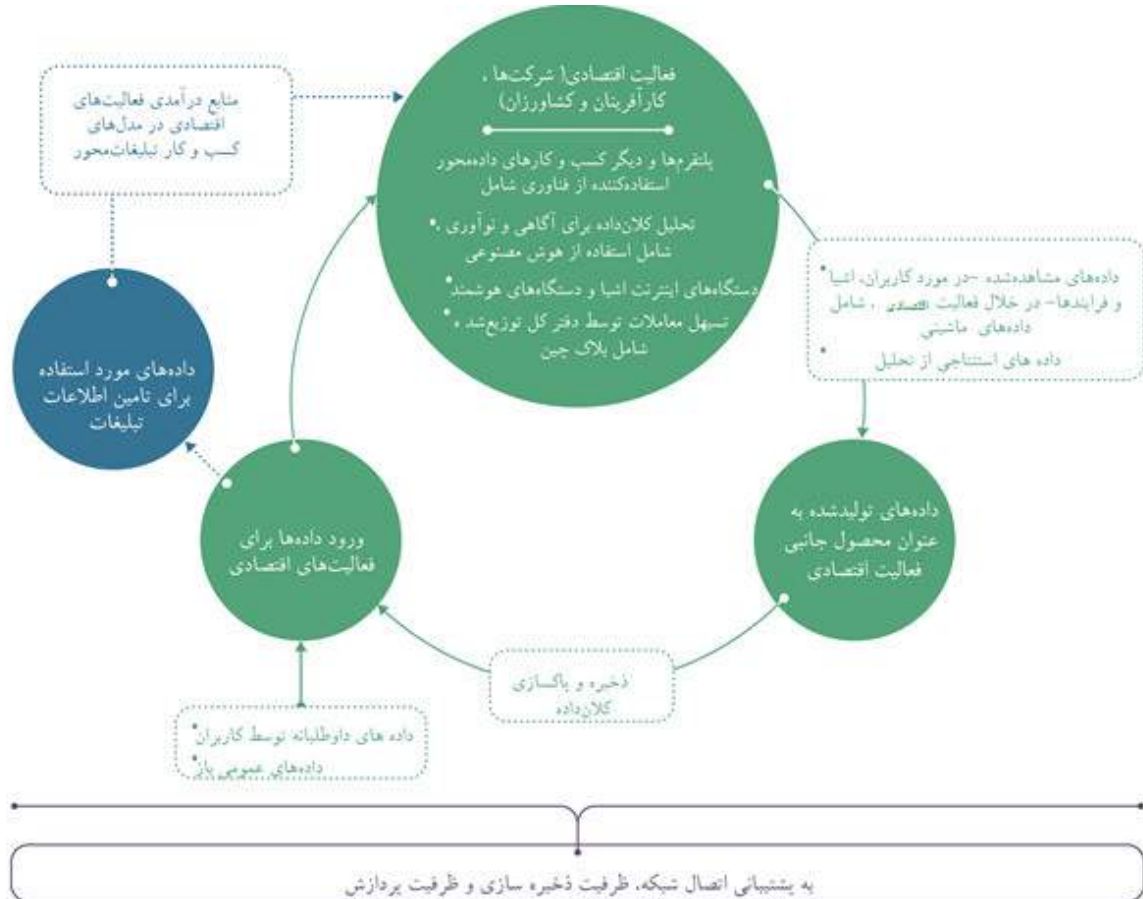 فعالیت اقتصادی( شرکت‌ها ،
کارآفرینان و کشاورزان)
پلتفرم‌ها و دیگر کسب و کارهای داده‌محور
استفاده‌کننده از فناوری شامل
تحلیل کلان‌داده برای آگاهی و نوآوری ،•
شامل استفاده از هوش مصنوعی
دستگاه‌های اینترنت اشیا و دستگاه‌های هوشمند•
تسهیل معاملات توسط دفتر کل توزیع‌شده ،•
شامل بلاک چین
منابع درآمدی فعالیت‌های
اقتصادی در مدل‌های
کسب و کار تبلیغات‌محور
داده‌های مشاهده‌شده -در مورد کاربران، اشیا•
و فرایندها- در خلال فعالیت اقتصادی ، شامل
داده‌های ماشینی
داده های استنتاجی از تحلیل•
داده‌های مورد استفاده
برای تامین اطلاعات
تبلیغات
داده‌های تولیدشده به
عنوان محصول جانبی
فعالیت اقتصادی
ورود داده‌ها برای
فعالیت‌های اقتصادی
ذخیره و پاکسازی
کلان‌داده
داده های داوطلبانه توسط کاربران•
داده‌های عمومی باز•
به پشتیبانی اتصال شبکه، ظرفیت ذخیره سازی و ظرفیت پردازش